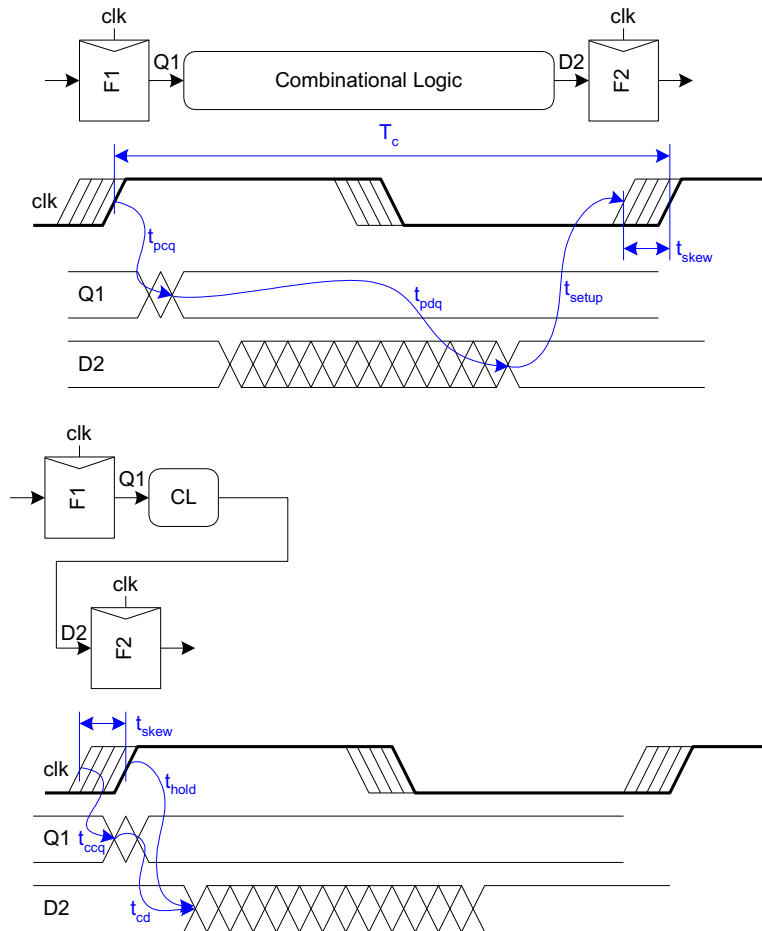 clk
clk
F1
Q1
Combinational Logic
D2
F2
Tc
clk
tpcq
tskew
Q1
tpdq
tsetup
D2
clk
F1
Q1
CL
clk
D2
F2
tskew
clk
thold
Q1
tccq
D2
tcd